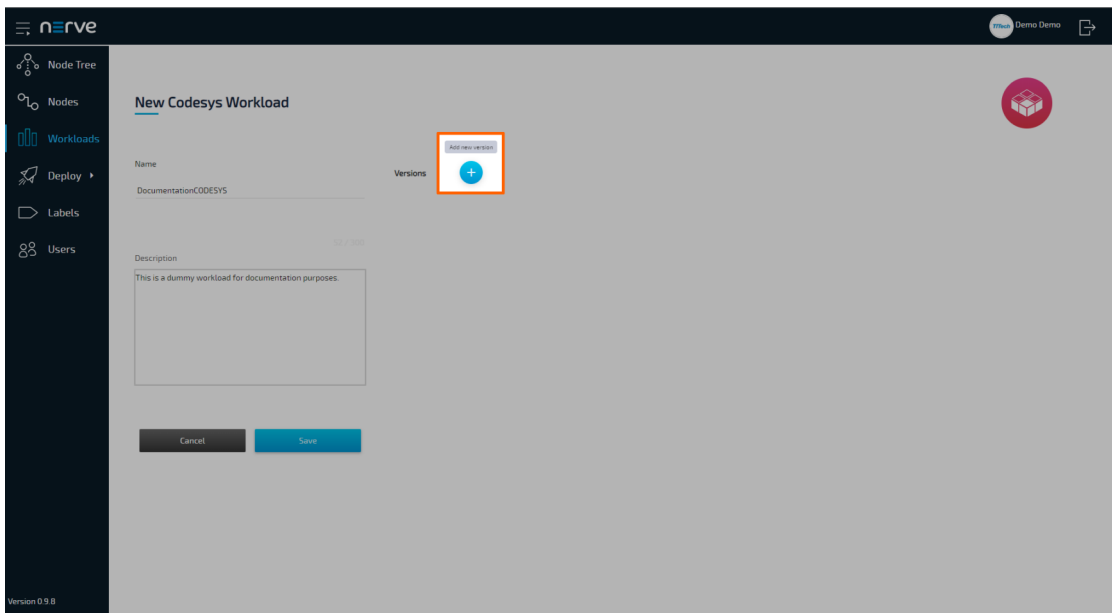 nerve
TTTech Demo Demo
Node Tree
Nodes
Workloads
Deploy
Labels
Users
New Codesys Workload
Name
DocumentationCODESYS
Versions
Add new version
Description
This is a dummy workload for documentation purposes.
Cancel
Save
Version 0.9.8